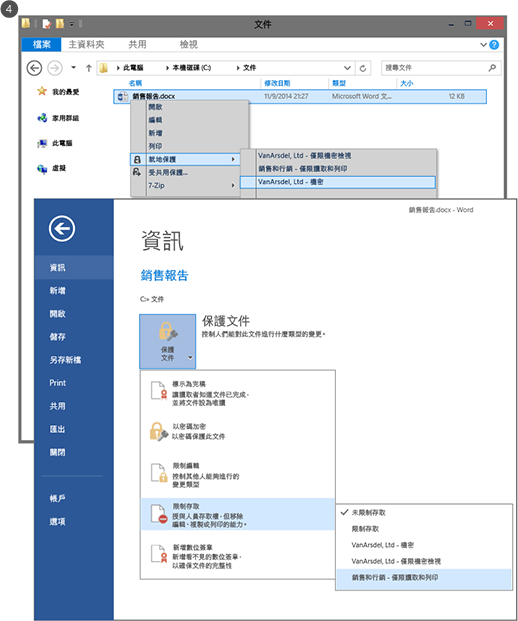 4
文件
檔案 主資料夾 共用 檢視
此電腦 本機磁碟 (C:) 文件 搜尋文件
名稱 修改日期 類型 大小
我的最愛
銷售報告.docx 11/9/2014 21:27 Microsoft Word 文... 12 KB
開啟
編輯
家用群組
新增
列印
此電腦
就地保護
VanArsdel, Ltd - 僅限機密檢視
受共用保護...
銷售和行銷 - 僅限讀取和列印
虛擬
7-Zip
VanArsdel, Ltd - 機密
銷售報告.docx - Word
資訊
資訊
新增
開啟
儲存
另存新檔
Print
共用
匯出
關閉
帳戶
選項
銷售報告
C:» 文件
保護
文件
保護文件
控制人們能對此文件進行什麼類型的變更。
標示為完稿
讓讀取者知道文件已完成,
並將文件設為唯讀
以密碼加密
以密碼保護此文件
限制編輯
控制其他人能夠進行的
變更類型
限制存取
授與人員存取權,但移除
編輯、複製或列印的能力。
新增數位簽章
新增看不見的數位簽章,
以確保文件的完整性
未限制存取
限制存取
VanArsdel, Ltd - 機密
VanArsdel, Ltd - 僅限機密檢視
銷售和行銷 - 僅限讀取和列印